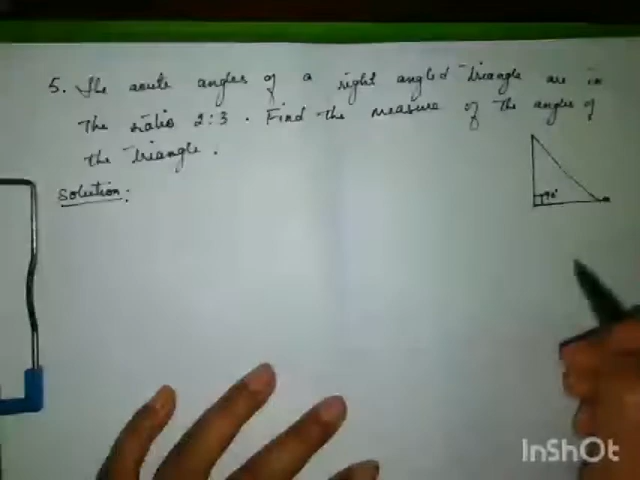 5. The acute angles of a right angled triangle are in
the ratio 2:3. Find the measure of the angles of
the triangle.
Solution:
90°
InShOt